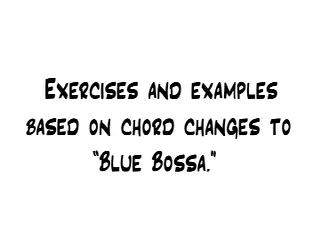 Exercises and examples
based on chord changes to
"Blue Bossa."